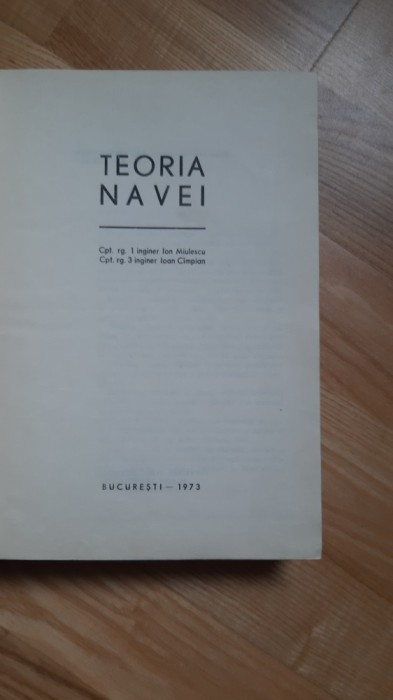 TEORIA
NAVEI
Cpt. rg. 1 inginer Ion Miulescu
Cpt. rg. 3 inginer Ioan Cîmpian
BUCUREȘTI — 1973